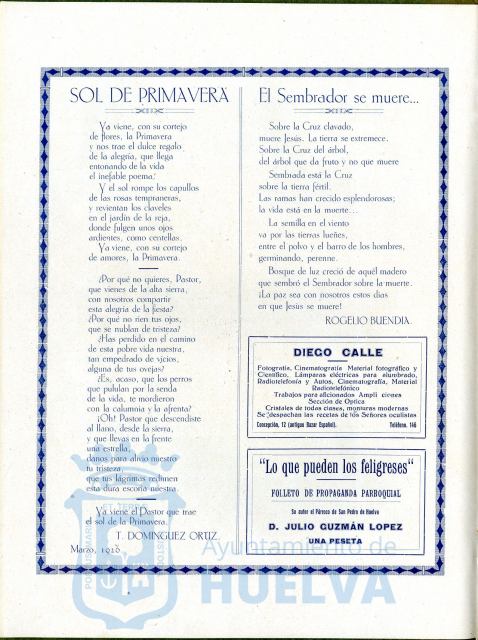 SOL DE PRIMAVERA
Ya viene, con su cortejo
de flores, la Primavera
y nos trae el dulce regalo
de la alegría, que llega
entonando de la vida
el inefable poema.
Y el sol rompe los capullos
de las rosas tempraneras,
y revientan los claveles
en el jardín de la reja,
donde fulgen unos ojos
ardientes, como centellas.
Ya viene, con su cortejo
de amores, la Primavera.
¿Por qué no quieres, Pastor,
que vienes de la alta sierra,
con nosotros compartir
esta alegría de la fiesta?
¿Por qué no ríen tus ojos,
que se nublan de tristeza?
¿Has perdido en el camino
de esta pobre vida nuestra,
tan empedrado de vicios,
alguna de tus ovejas?
¿Es, acaso, que los perros
que pululan por la senda
de la vida, te mordieron
con la calumnia y la afrenta?
¡Oh! Pastor que descendiste
al llano, desde la sierra,
y que llevas en la frente
una estrella,
danos para alivio nuestro
tu tristeza,
que tus lágrimas redimen
esta dura escoria nuestra
Ya viene el Pastor que trae
el sol de la Primavera.
T. DOMINGUEZ ORTIZ.
Marzo, 1928
El Sembrador se muere...
Sobre la Cruz clavado,
muere Jesús. La tierra se extremece.
Sobre la Cruz del árbol,
del árbol que da fruto y no que muere
Sembrada está la Cruz
sobre la tierra fértil.
Las ramas han crecido esplendorosas;
la vida está en la muerte...
La semilla en el viento
va por las tierras lueñes,
entre el polvo y el barro de los hombres,
germinando, perenne.
Bosque de luz creció de aquél madero
que sembró el Sembrador sobre la muerte.
¡La paz sea con nosotros estos días
en que Jesús se muere!
ROGELIO BUENDIA.
DIEGO CALLE
Fotografía, Cinematografía Material fotográfico y
Científico, Lámparas eléctricas para alumbrado,
Radiotelefonía y Autos, Cinematografía, Material
Radiotelefónico
Trabajos para aficionados Ampli ciones
Sección de Optica
Cristales de todas clases, monturas modernas
Se despachan las recetas de los Señores oculistas
Concepción, 12 (antiguo Bazar Español). Teléfono, 146
"Lo que pueden los feligreses"
FOLLETO DE PROPAGANDA PARROQUIAL
Su autor el Párroco de San Pedro de Huelva
D. JULIO GUZMÁN LOPEZ
UNA PESETA
Ayuntamiento de
HUELVA